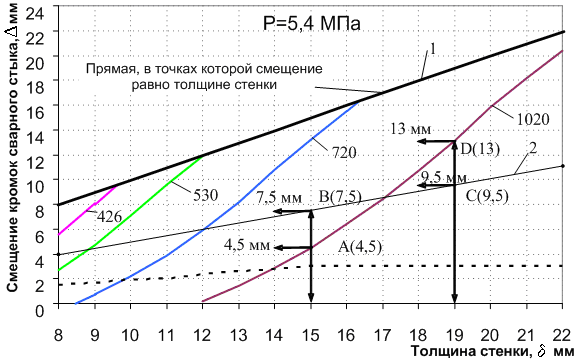 P=5,4 МПа
Смещение кромок сварного стыка, Δ мм
24
22
20
18
16
14
12
10
8
6
4
2
0
Прямая, в точках которой смещение
равно толщине стенки
1
1020
13 мм
D(13)
720
2
530
426
7,5 мм
B(7,5)
9,5 мм
C(9,5)
4,5 мм
A(4,5)
8 9 10 11 12 13 14 15 16 17 18 19 20 21 22
Толщина стенки, δ мм